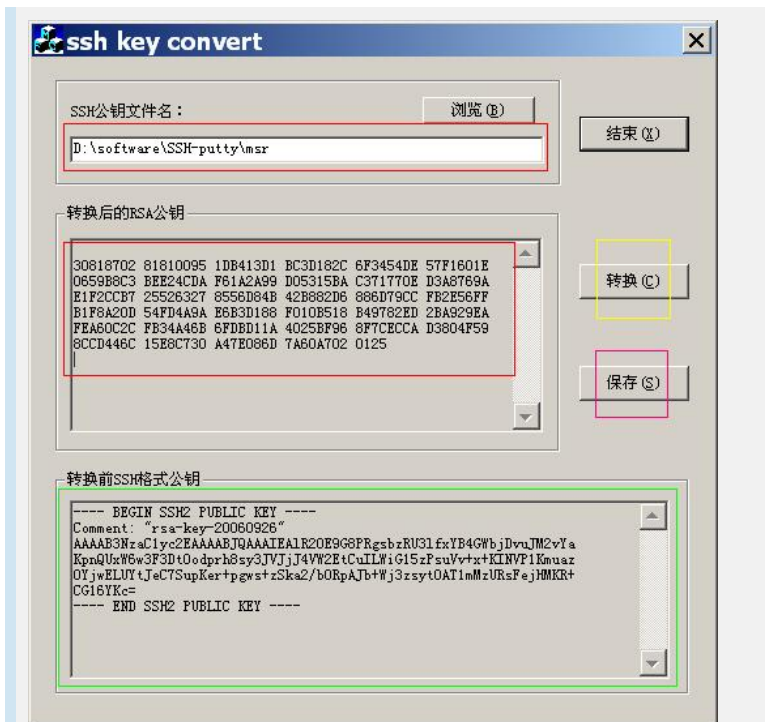 ssh key convert
SSH公钥文件名：
浏览(B)
D:\software\SSH-putty\msr
结束(X)
转换后的RSA公钥
30818702 81810095 1DB413D1 BC3D182C 6F3454DE 57F1601E
0659B8C3 BEE24CDA F61A2A99 D05315BA C371770E D3A8769A
E1F2CCB7 25526327 8556D84B 42B882D6 886D79CC FB2E56FF
B1F8A20D 54FD4A9A E6B3D188 F010B518 B49782ED 2BA929EA
FEA60C2C FB34A46B 6FDBD11A 4025BF96 8F7CECCA D3804F59
8CCD446C 15E8C730 A47E086D 7A60A702 0125
转换(C)
保存(S)
转换前SSH格式公钥
---- BEGIN SSH2 PUBLIC KEY ----
Comment: "rsa-key-20060926"
AAAAB3NzaC1yc2EAAAABJQAAAIEAlR20E9G8PRgsbzRU3lfxYB4GWbjDvuJM2vYa
KpnQUxW6w3F3DtOodprh8sy3JVJjJ4VW2EtCuILWiG15zPsuVv+x+KINVP1Kmuaz
0YjwELUYtJeC7SupKer+pgws+zSka2/b0RpAJb+Wj3zsytOAT1mMzURsFejHMKR+
CG16YKc=
---- END SSH2 PUBLIC KEY ----